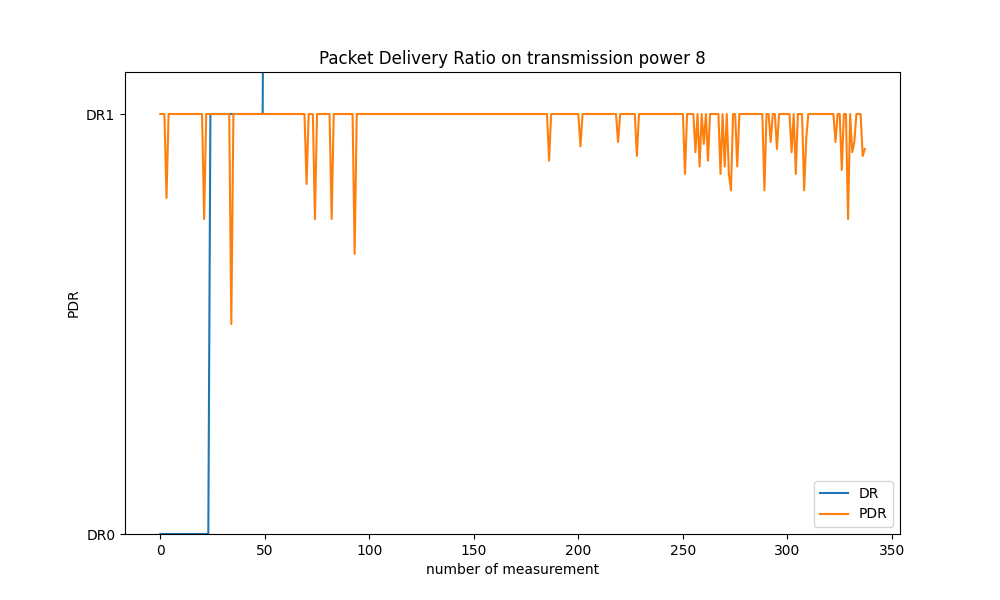 Packet Delivery Ratio on transmission power 8
DR1
PDR
DR0
0 50 100 150 200 250 300 350
number of measurement
DR
PDR